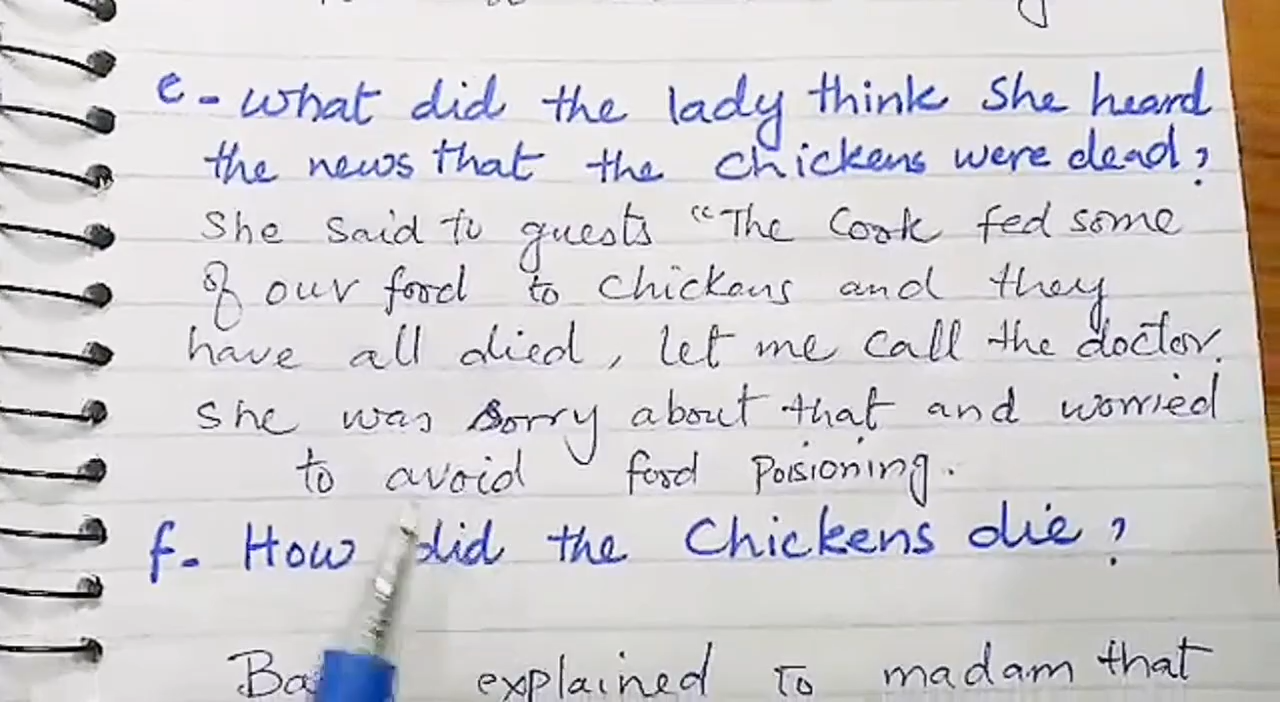 e - what did the lady think she heard
the news that the chickens were dead?
She said to guests "The Cook fed some
of our food to chickens and they
have all died, let me call the doctor.
She was sorry about that and worried
to avoid food poisioning.
f. How did the Chickens die?
explained to madam that